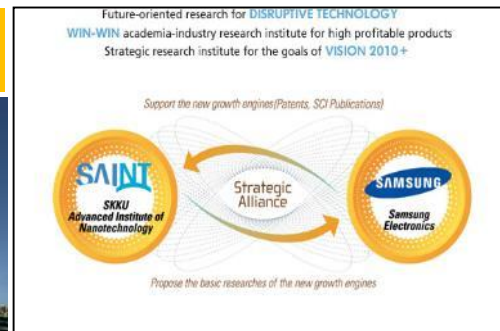 Future-oriented research for DISRUPTIVE TECHNOLOGY
WIN-WIN academia-industry research institute for high profitable products
Strategic research institute for the goals of VISION 2010+
Support the new growth engines(Patents, SCI Publications)
SAINT
SKKU
Advanced Institute of
Nanotechnology
Strategic
Alliance
SAMSUNG
Samsung
Electronics
Propose the basic researches of the new growth engines